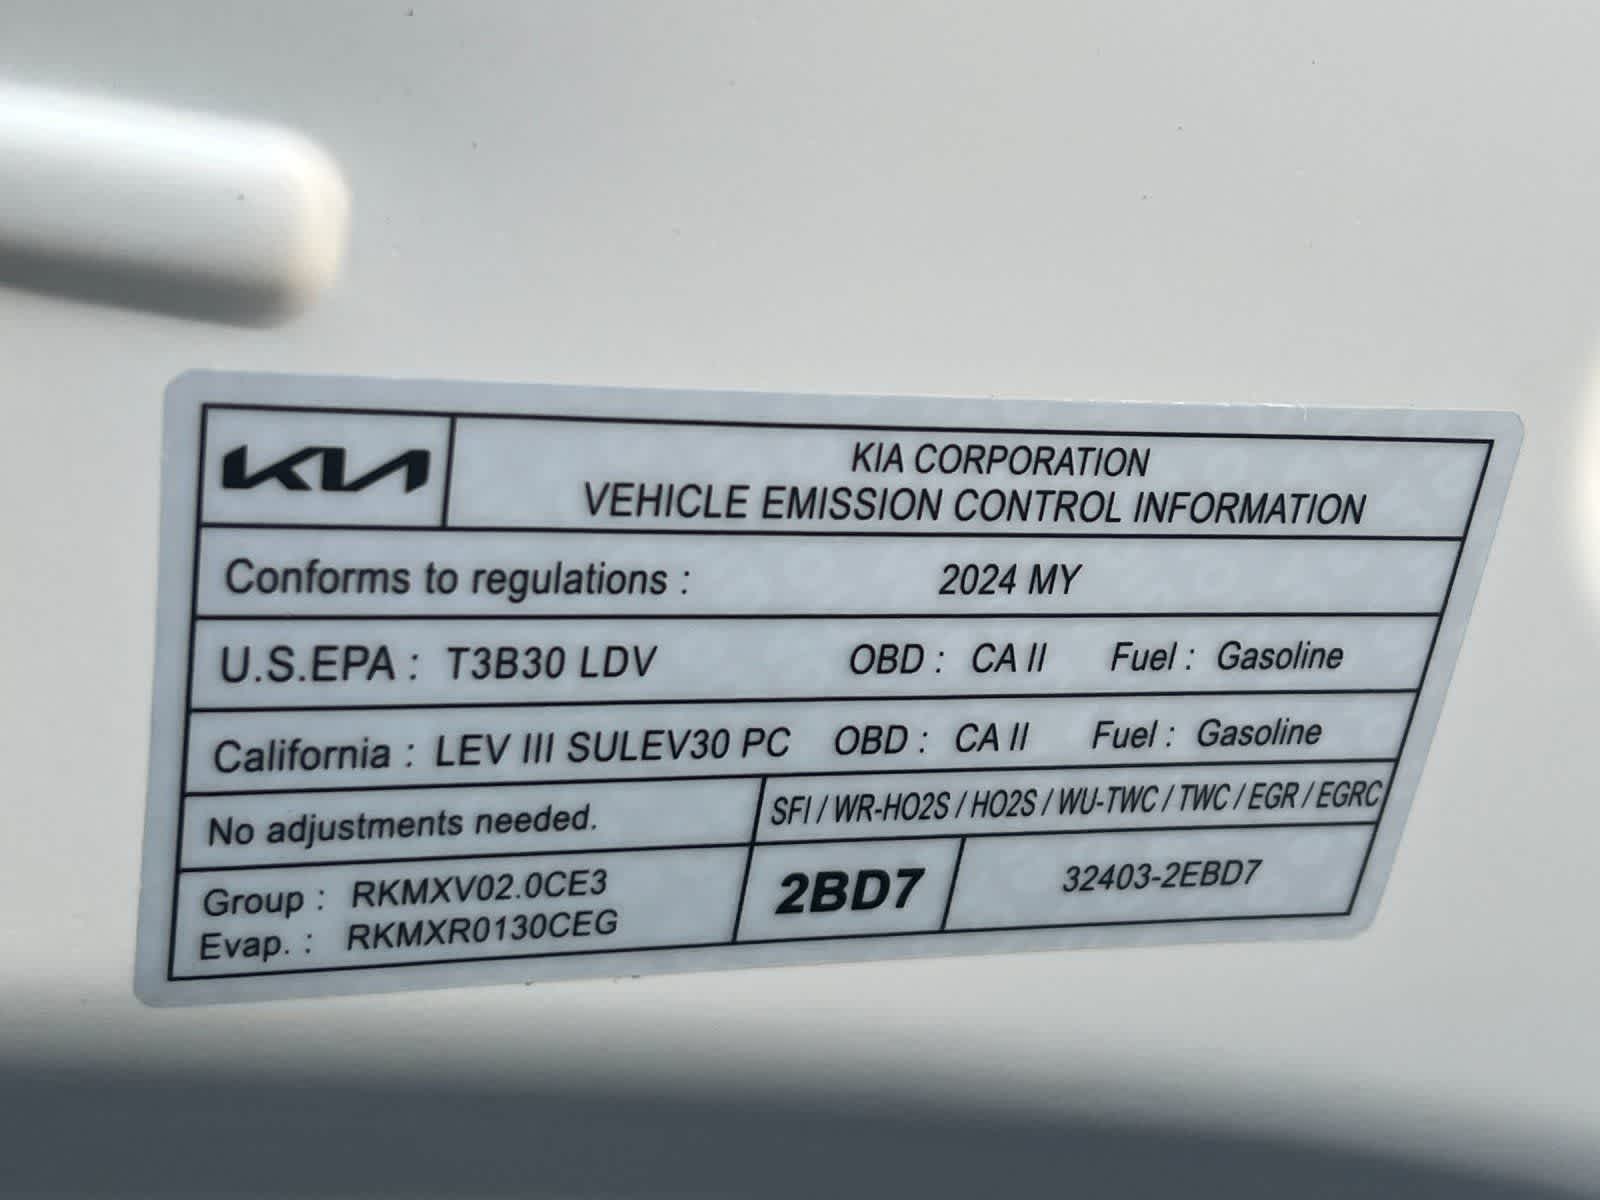 KIA
KIA CORPORATION
VEHICLE EMISSION CONTROL INFORMATION
Conforms to regulations : 2024 MY
U.S.EPA : T3B30 LDV OBD : CA II Fuel : Gasoline
California : LEV III SULEV30 PC OBD : CA II Fuel : Gasoline
No adjustments needed. SFI / WR-HO2S / HO2S / WU-TWC / TWC / EGR / EGRC
Group : RKMXV02.0CE3
Evap. : RKMXR0130CEG
2BD7
32403-2EBD7